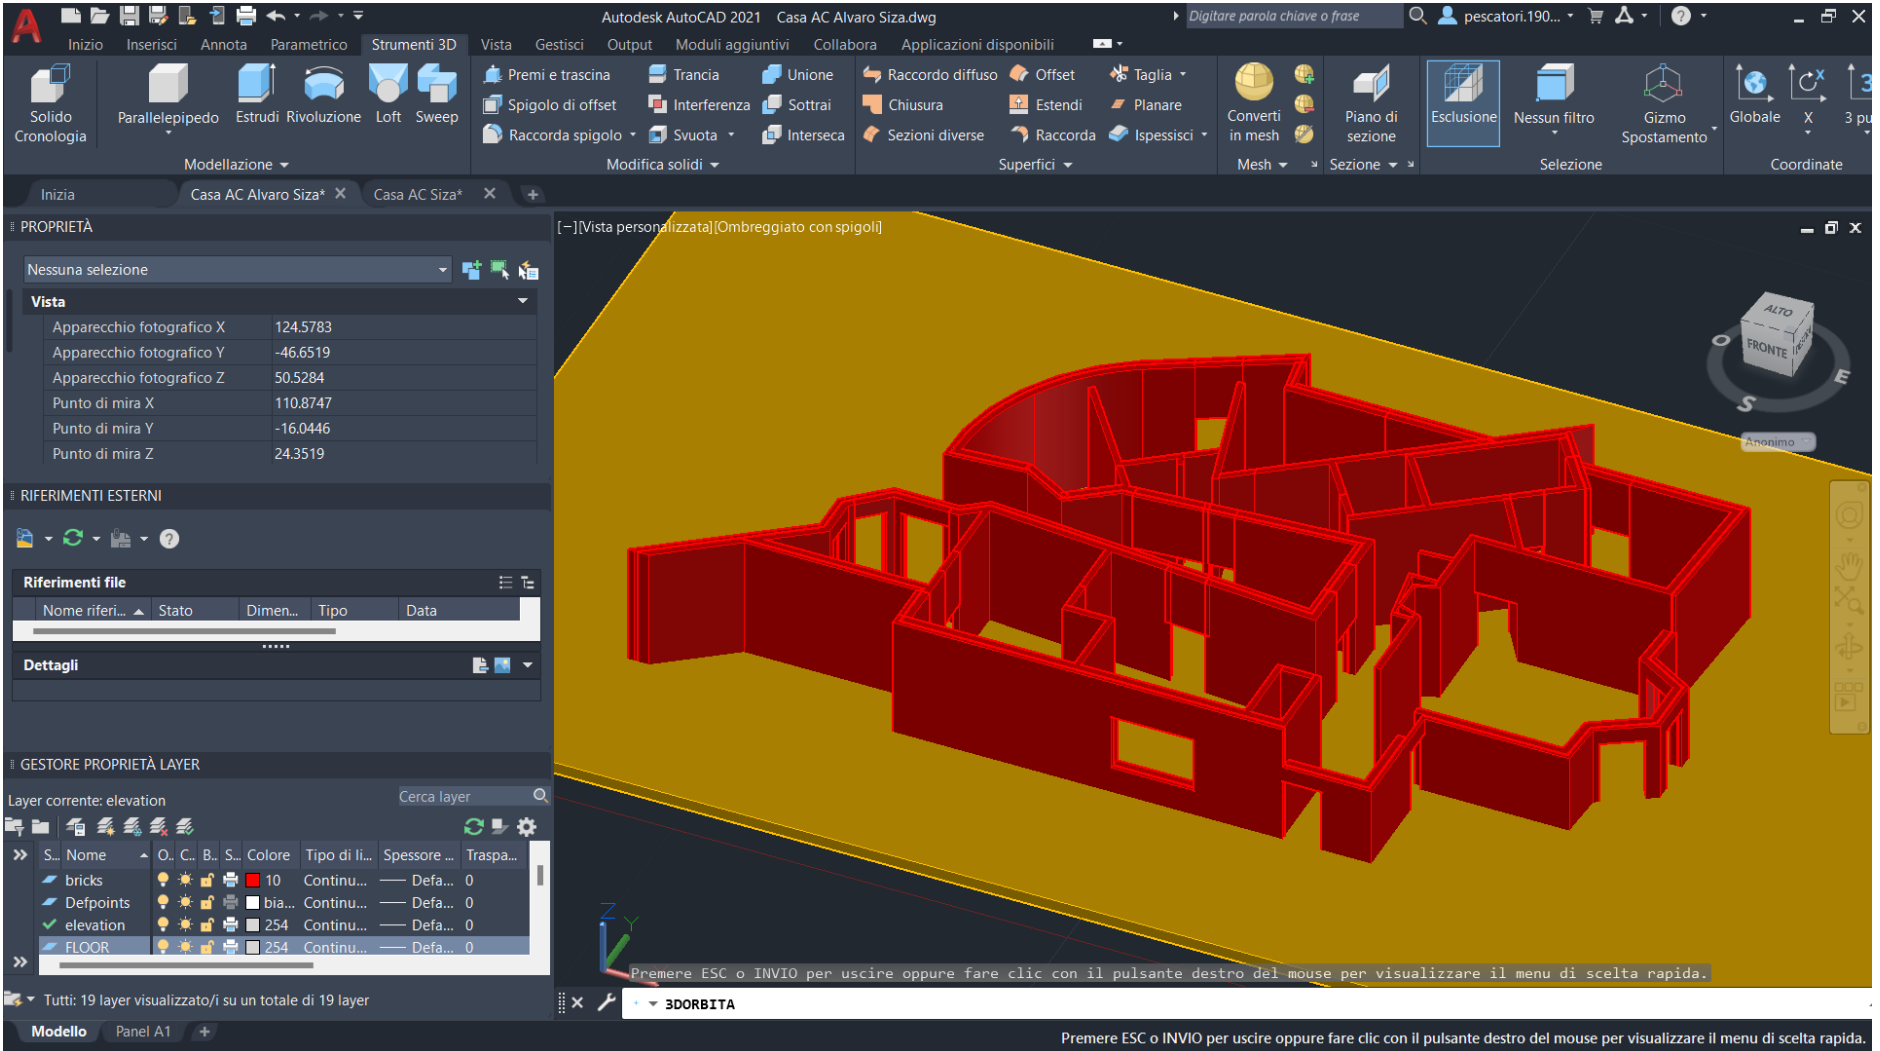 Autodesk AutoCAD 2021 Casa AC Alvaro Siza.dwg
Digitare parola chiave o frase
pescatori.190...
Inizio Inserisci Annota Parametrico Strumenti 3D Vista Gestisci Output Moduli aggiuntivi Collabora Applicazioni disponibili
Premi e trascina Trancia Unione Raccordo diffuso Offset Taglia
Spigolo di offset Interferenza Sottrai Chiusura Estendi Planare
Raccorda spigolo Svuota Interseca Sezioni diverse Raccorda Ispessisci
Solido
Cronologia
Parallelepipedo
Estrudi Rivoluzione Loft Sweep
Converti
in mesh
Piano di
sezione
Esclusione
Nessun filtro
Gizmo
Spostamento
Globale X 3 pu
Modellazione Modifica solidi Superfici Mesh Sezione Selezione Coordinate
Inizia Casa AC Alvaro Siza* Casa AC Siza*
PROPRIETÀ
Nessuna selezione
Vista
Apparecchio fotografico X 124.5783
Apparecchio fotografico Y -46.6519
Apparecchio fotografico Z 50.5284
Punto di mira X 110.8747
Punto di mira Y -16.0446
Punto di mira Z 24.3519
RIFERIMENTI ESTERNI
Riferimenti file
Nome riferi... Stato Dimen... Tipo Data
Dettagli
GESTORE PROPRIETÀ LAYER
Layer corrente: elevation
Cerca layer
S.. Nome O.. C.. B.. S... Colore Tipo di li... Spessore ... Traspa...
bricks 10 Continu... Defa... 0
Defpoints bia... Continu... Defa... 0
elevation 254 Continu... Defa... 0
FLOOR 254 Continu... Defa... 0
Tutti: 19 layer visualizzato/i su un totale di 19 layer
Modello Panel A1
[−][Vista personalizzata][Ombreggiato con spigoli]
ALTO
FRONTE
O
E
S
Anonimo
Z
Y
Premere ESC o INVIO per uscire oppure fare clic con il pulsante destro del mouse per visualizzare il menu di scelta rapida.
3DORBITA
Premere ESC o INVIO per uscire oppure fare clic con il pulsante destro del mouse per visualizzare il menu di scelta rapida.